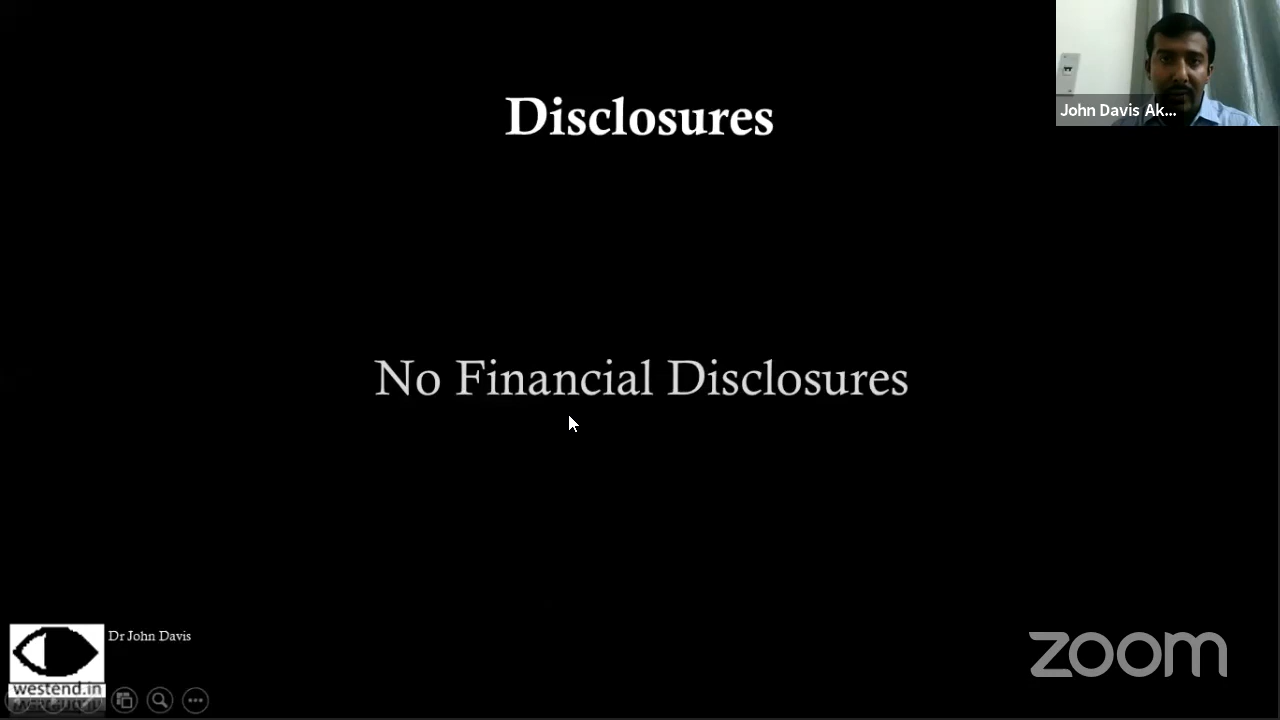 Disclosures
John Davis Ak...
No Financial Disclosures
Dr John Davis
westend.in
zoom